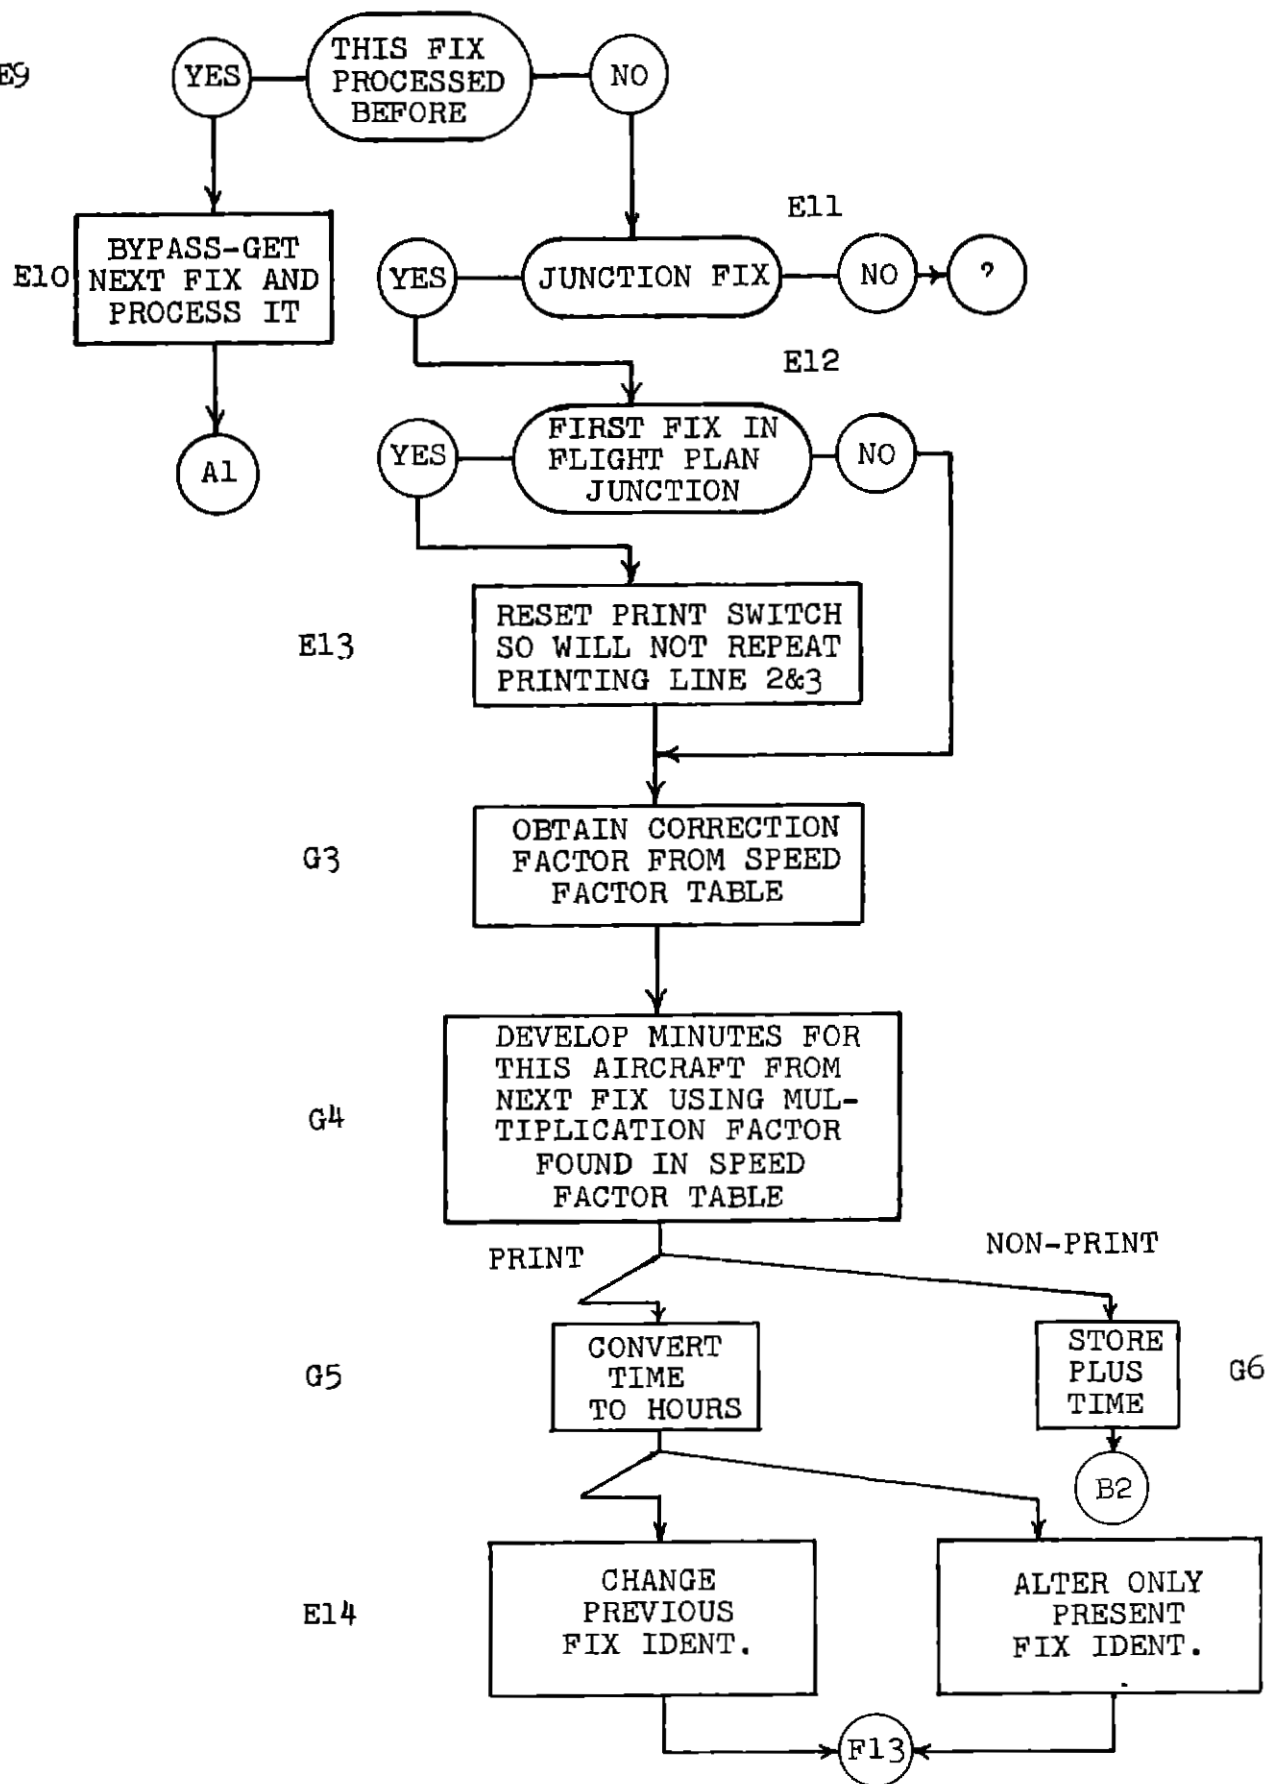 E9
YES
THIS FIX
PROCESSED
BEFORE
NO
E10
BYPASS-GET
NEXT FIX AND
PROCESS IT
A1
E11
YES
JUNCTION FIX
NO
?
E12
YES
FIRST FIX IN
FLIGHT PLAN
JUNCTION
NO
E13
RESET PRINT SWITCH
SO WILL NOT REPEAT
PRINTING LINE 2&3
G3
OBTAIN CORRECTION
FACTOR FROM SPEED
FACTOR TABLE
G4
DEVELOP MINUTES FOR
THIS AIRCRAFT FROM
NEXT FIX USING MUL-
TIPLICATION FACTOR
FOUND IN SPEED
FACTOR TABLE
PRINT
NON-PRINT
G5
CONVERT
TIME
TO HOURS
STORE
PLUS
TIME
G6
B2
E14
CHANGE
PREVIOUS
FIX IDENT.
ALTER ONLY
PRESENT
FIX IDENT.
F13